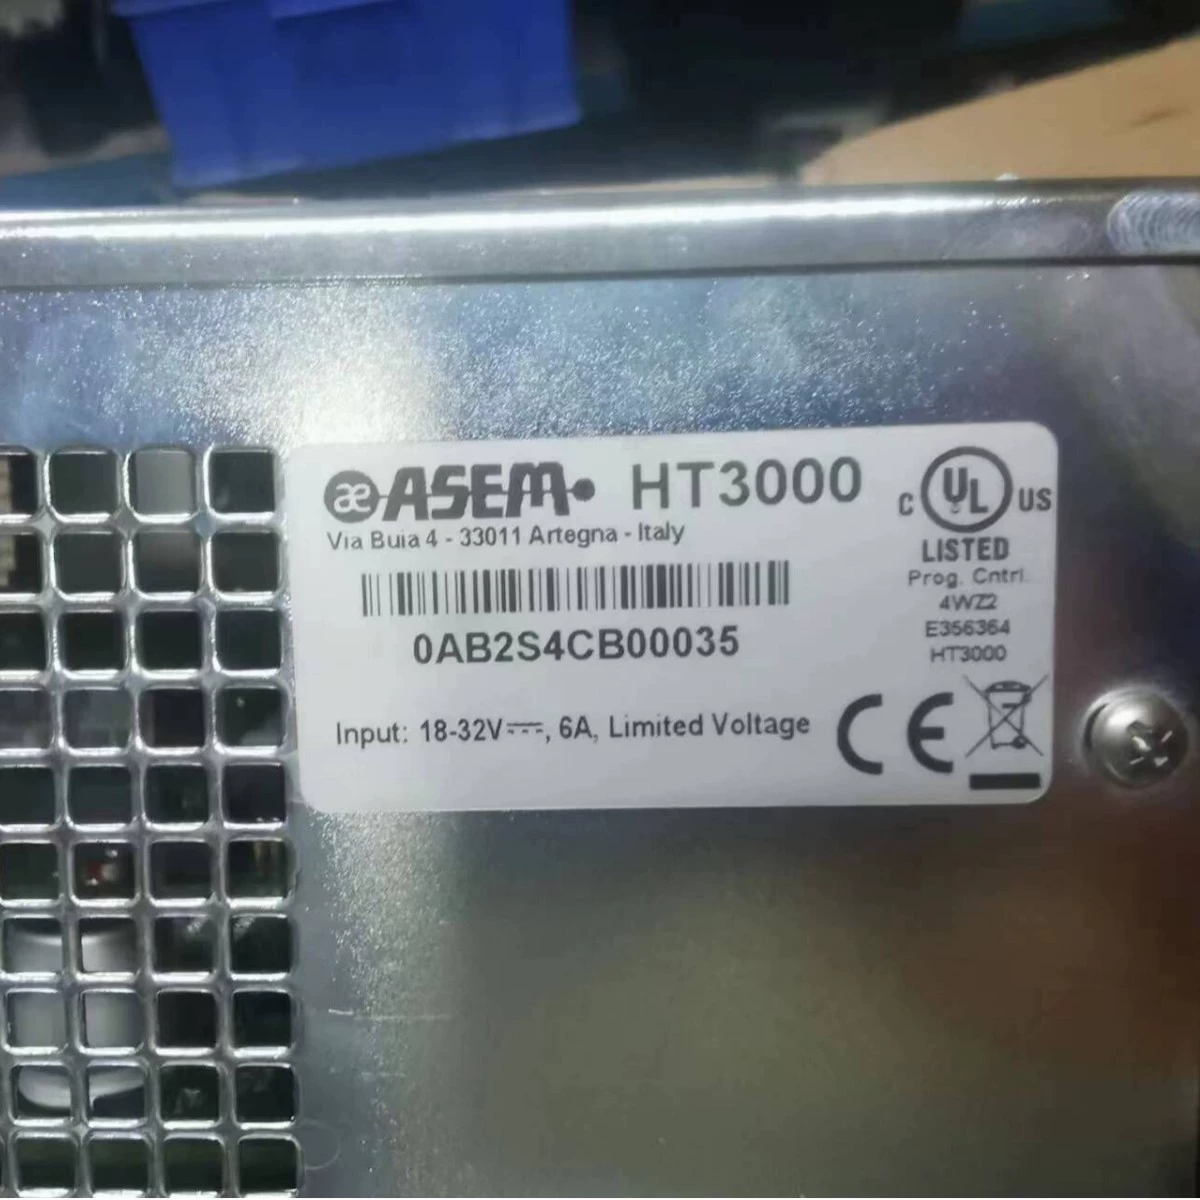 ae ASEM HT3000
Via Buia 4 - 33011 Artegna - Italy
0AB2S4CB00035
Input: 18-32V⎓, 6A, Limited Voltage
C UL US
LISTED
Prog. Cntrl.
4WZ2
E356364
HT3000
CE